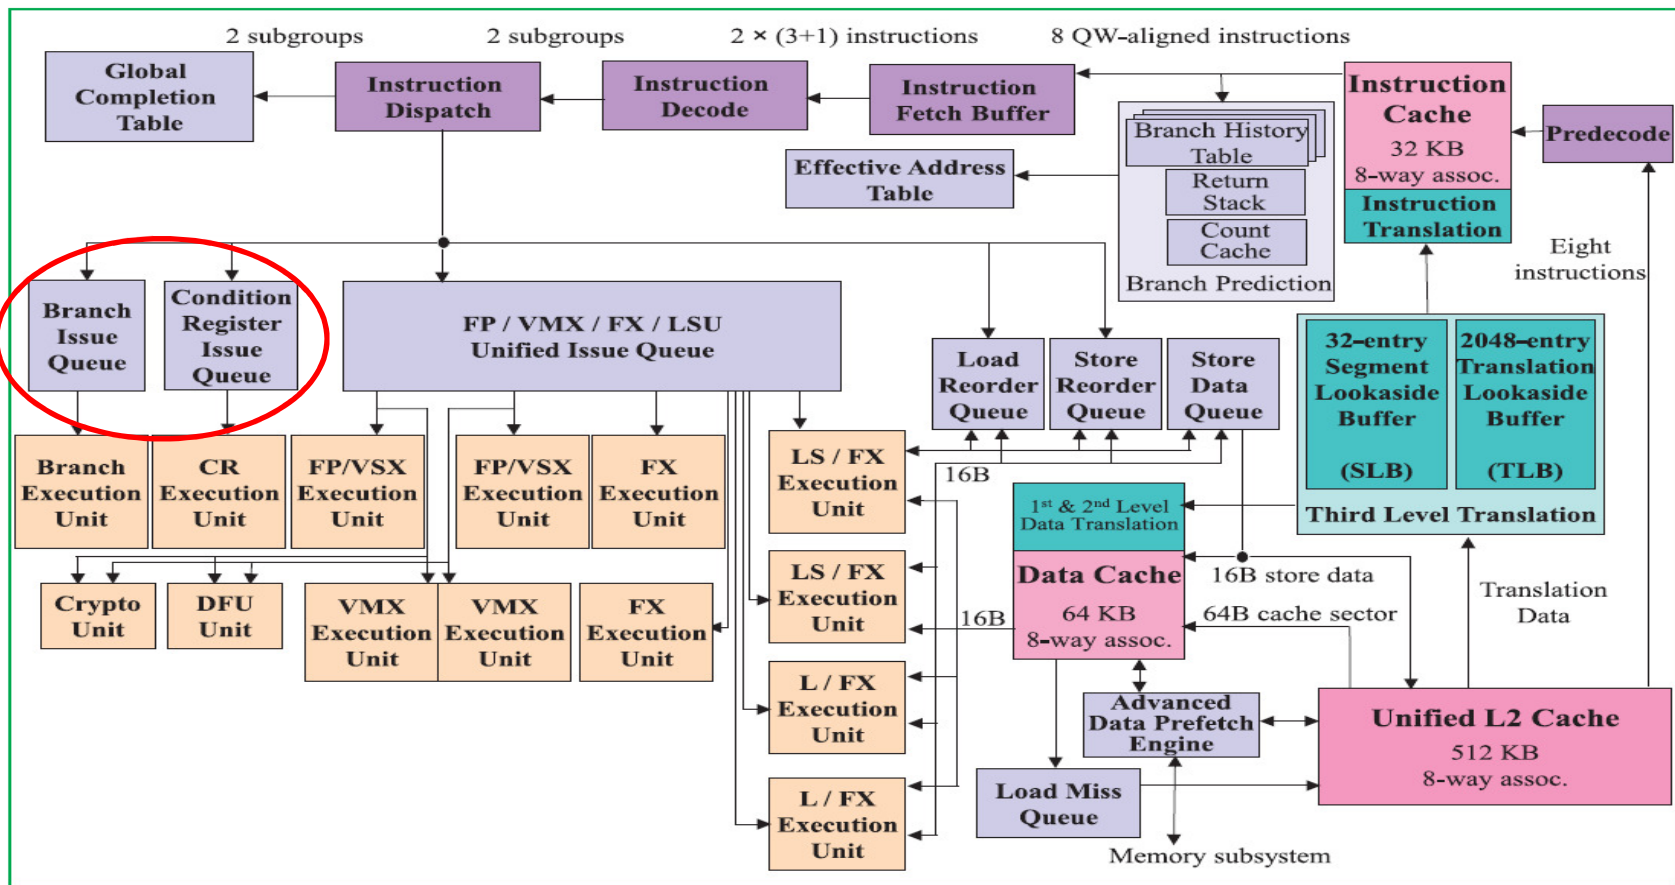 2 subgroups
2 subgroups
2 × (3+1) instructions
8 QW-aligned instructions
Global
Completion
Table
Instruction
Dispatch
Instruction
Decode
Instruction
Fetch Buffer
Instruction
Cache
32 KB
8-way assoc.
Instruction
Translation
Predecode
Branch History
Table
Return
Stack
Count
Cache
Branch Prediction
Effective Address
Table
Eight
instructions
Branch
Issue
Queue
Condition
Register
Issue
Queue
FP / VMX / FX / LSU
Unified Issue Queue
Load
Reorder
Queue
Store
Reorder
Queue
Store
Data
Queue
32-entry
Segment
Lookaside
Buffer
(SLB)
2048-entry
Translation
Lookaside
Buffer
(TLB)
Third Level Translation
Branch
Execution
Unit
CR
Execution
Unit
FP/VSX
Execution
Unit
FP/VSX
Execution
Unit
FX
Execution
Unit
LS / FX
Execution
Unit
16B
1st & 2nd Level
Data Translation
Data Cache
64 KB
8-way assoc.
16B store data
64B cache sector
Translation
Data
Crypto
Unit
DFU
Unit
VMX
Execution
Unit
VMX
Execution
Unit
FX
Execution
Unit
LS / FX
Execution
Unit
16B
L / FX
Execution
Unit
Advanced
Data Prefetch
Engine
Unified L2 Cache
512 KB
8-way assoc.
L / FX
Execution
Unit
Load Miss
Queue
Memory subsystem